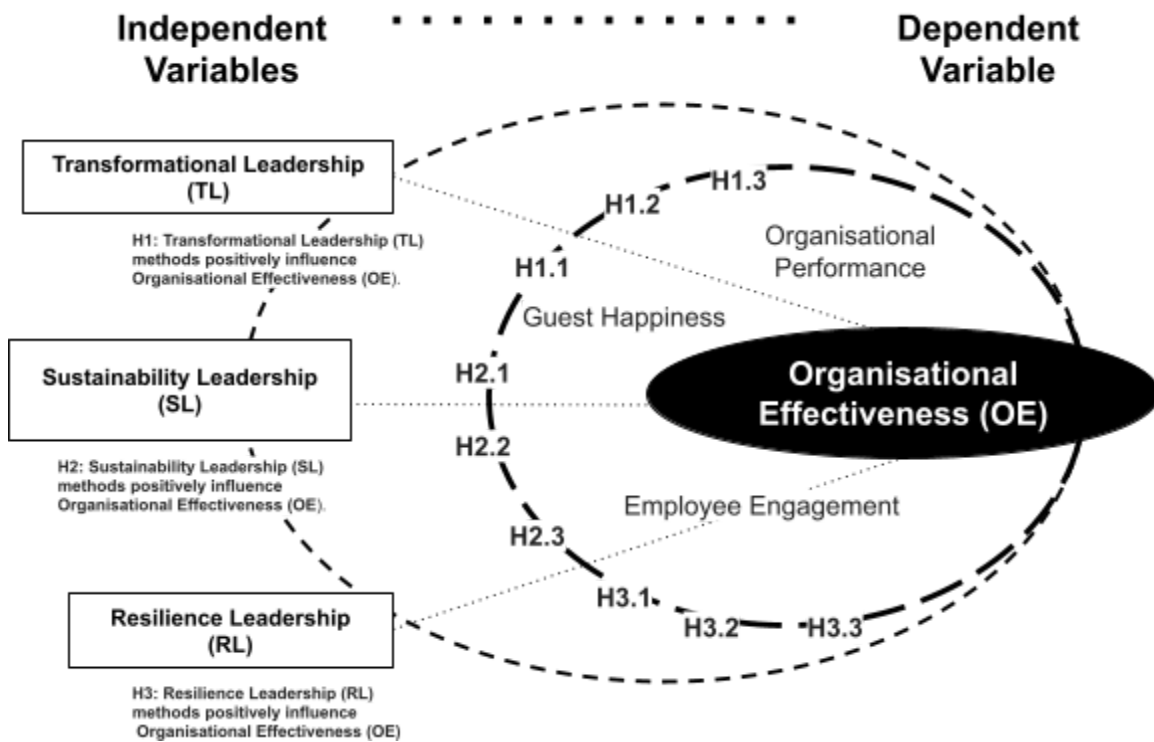 Independent
Variables
Dependent
Variable
Transformational Leadership
(TL)
H1: Transformational Leadership (TL)
methods positively influence
Organisational Effectiveness (OE).
Sustainability Leadership
(SL)
H2: Sustainability Leadership (SL)
methods positively influence
Organisational Effectiveness (OE).
Resilience Leadership
(RL)
H3: Resilience Leadership (RL)
methods positively influence
Organisational Effectiveness (OE)
H1.1
H1.2
H1.3
H2.1
H2.2
H2.3
H3.1
H3.2
H3.3
Organisational
Performance
Guest Happiness
Employee Engagement
Organisational
Effectiveness (OE)